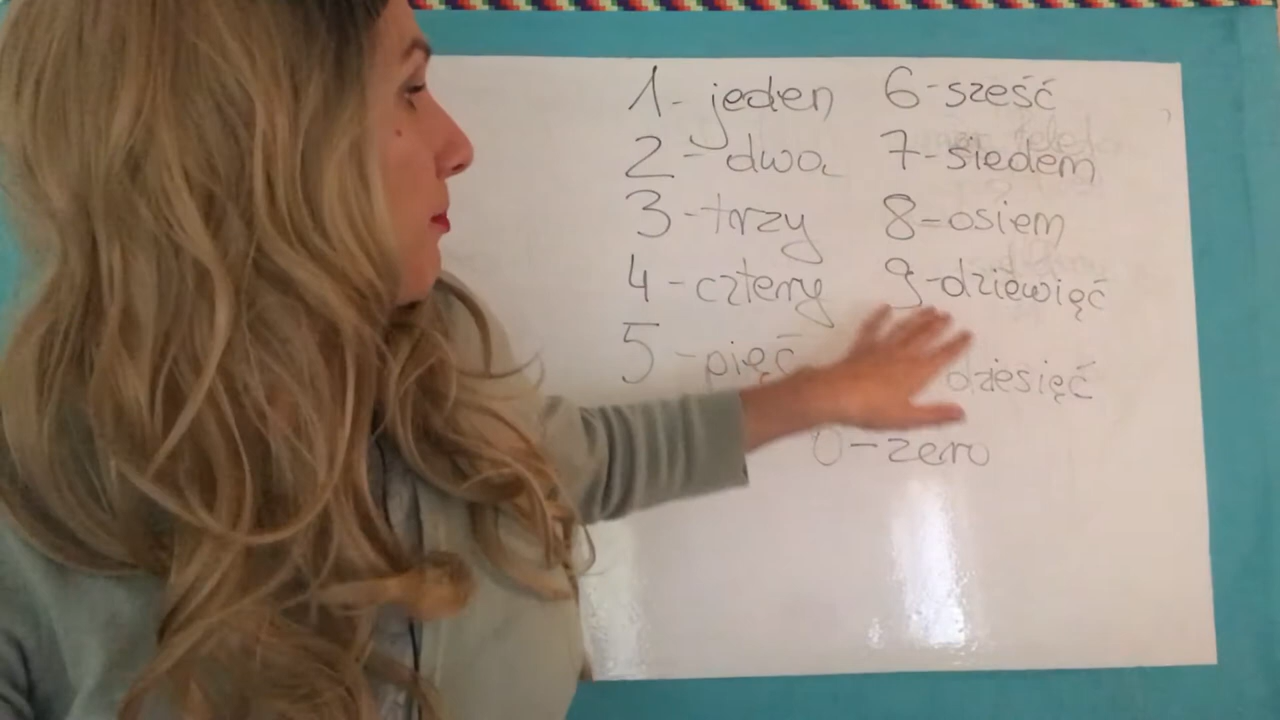 1 - jeden
2 - dwa
3 - trzy
4 - cztery
5 - pięć
6 - sześć
7 - siedem
8 - osiem
9 - dziewięć
dziesięć
0 - zero